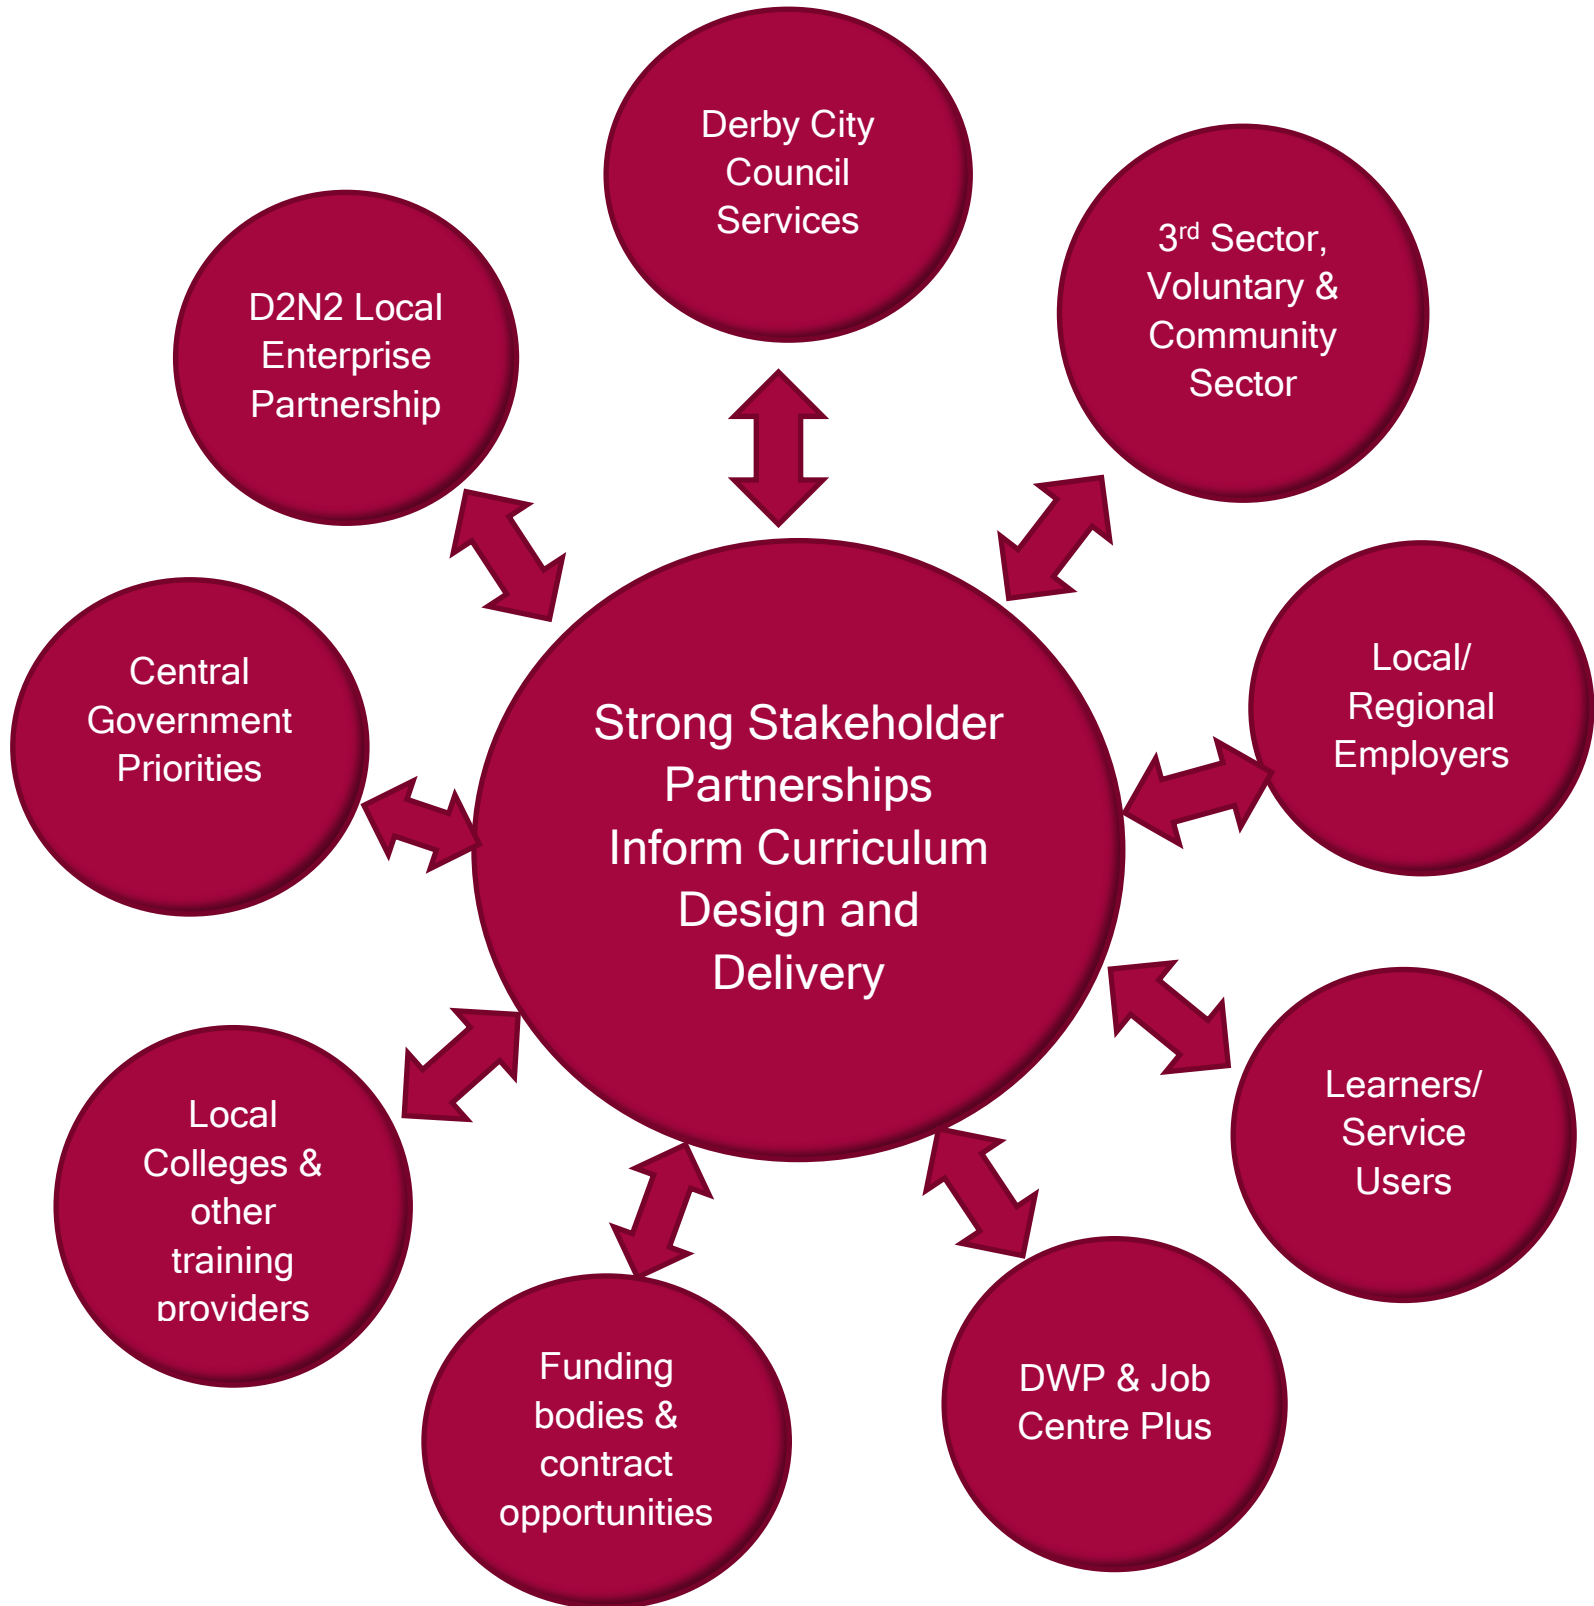 Derby City
Council
Services
3rd Sector,
Voluntary &
Community
Sector
D2N2 Local
Enterprise
Partnership
Local/
Regional
Employers
Central
Government
Priorities
Strong Stakeholder
Partnerships
Inform Curriculum
Design and
Delivery
Learners/
Service
Users
Local
Colleges &
other
training
providers
Funding
bodies &
contract
opportunities
DWP & Job
Centre Plus